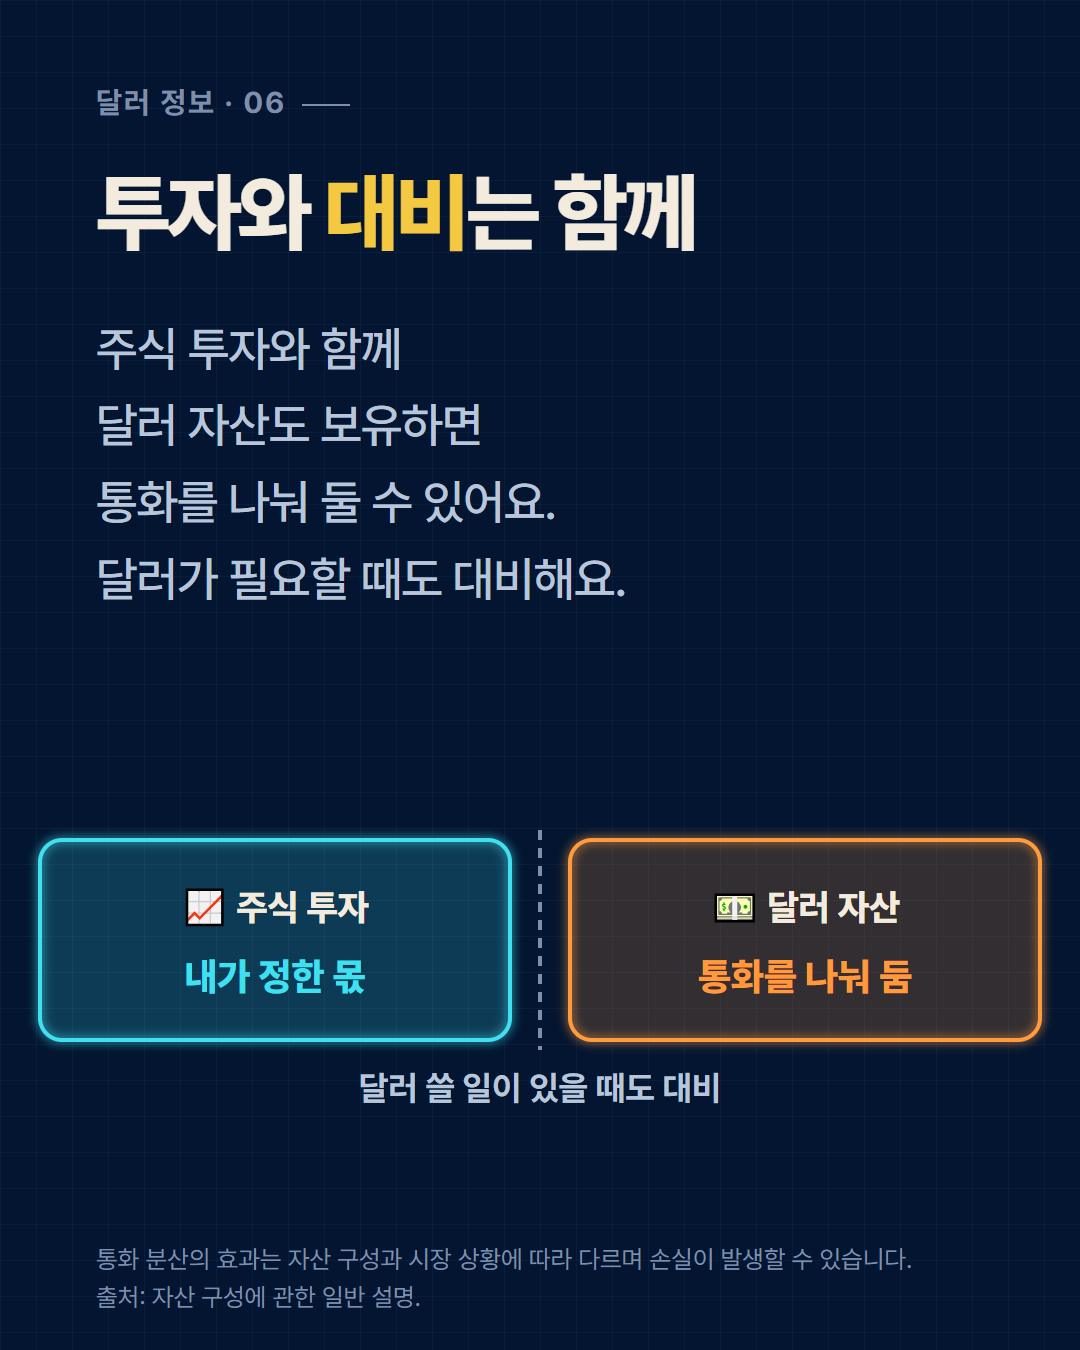 달러 정보 · 06
투자와 대비는 함께
주식 투자와 함께
달러 자산도 보유하면
통화를 나눠 둘 수 있어요.
달러가 필요할 때도 대비해요.
📈 주식 투자
내가 정한 몫
💵 달러 자산
통화를 나눠 둠
달러 쓸 일이 있을 때도 대비
통화 분산의 효과는 자산 구성과 시장 상황에 따라 다르며 손실이 발생할 수 있습니다.
출처: 자산 구성에 관한 일반 설명.